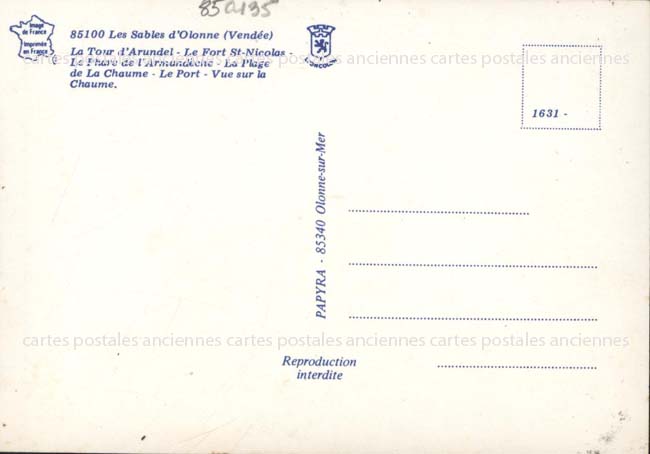 850135
Image
de France
Imprimée
en France
85100 Les Sables d'Olonne (Vendée)
La Tour d'Arundel - Le Fort St-Nicolas -
Le Phare de l'Armandèche - La Plage
de La Chaume - Le Port - Vue sur la
Chaume.
cartes postales anciennes cartes postales anciennes cartes postales anciennes
1631 -
PAPYRA - 85340 Olonne-sur-Mer
cartes postales anciennes cartes postales anciennes cartes postales anciennes
Reproduction
interdite